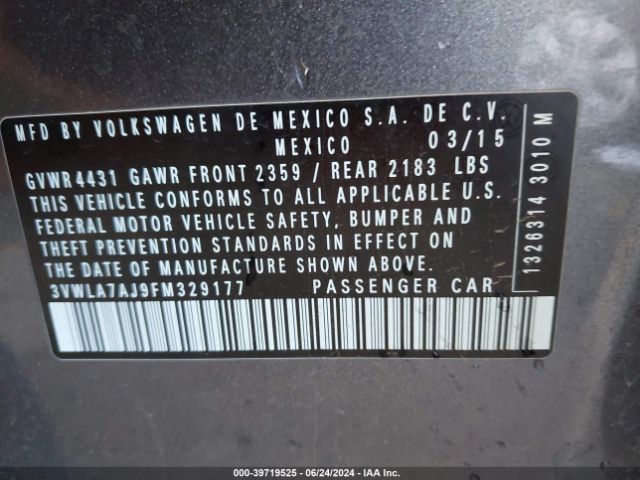 MFD BY VOLKSWAGEN DE MEXICO S.A. DE C.V.
MEXICO 03/15
GVWR 4431 GAWR FRONT 2359 / REAR 2183 LBS
THIS VEHICLE CONFORMS TO ALL APPLICABLE U.S.
FEDERAL MOTOR VEHICLE SAFETY, BUMPER AND
THEFT PREVENTION STANDARDS IN EFFECT ON
THE DATE OF MANUFACTURE SHOWN ABOVE.
3VWLA7AJ9FM329177 PASSENGER CAR
1326314 3010 M
000-39719525 - 06/24/2024 - IAA Inc.